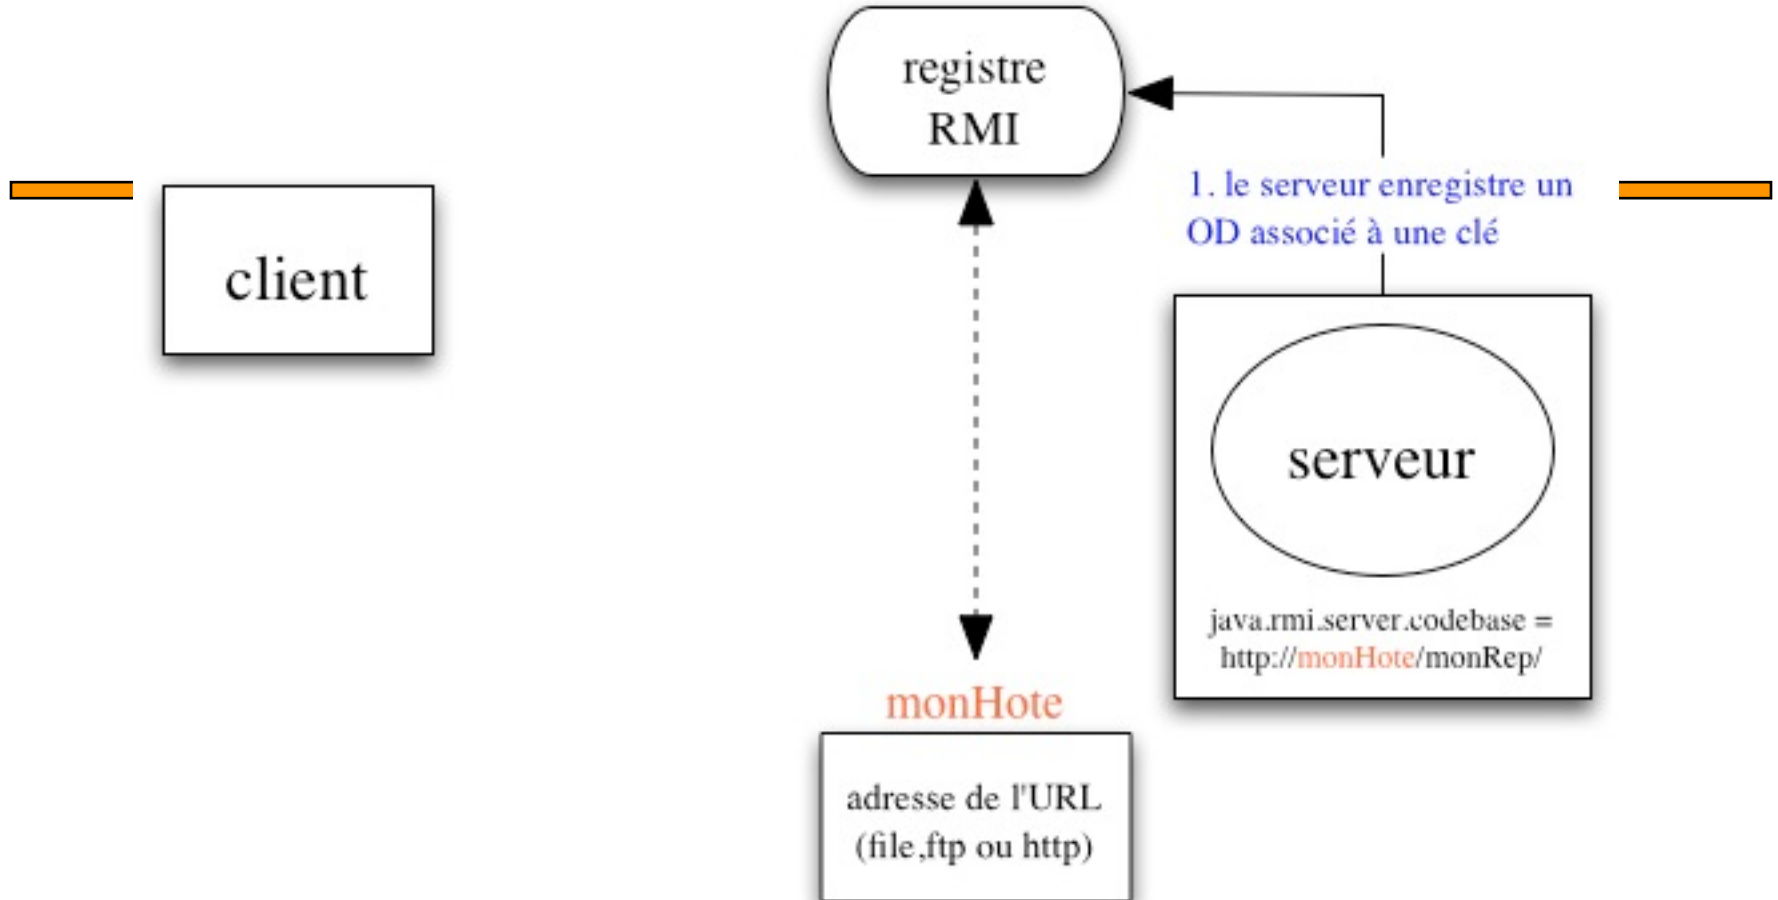 registre
RMI
1. le serveur enregistre un
OD associé à une clé
client
serveur
java.rmi.server.codebase =
http://monHote/monRep/
monHote
adresse de l'URL
(file,ftp ou http)